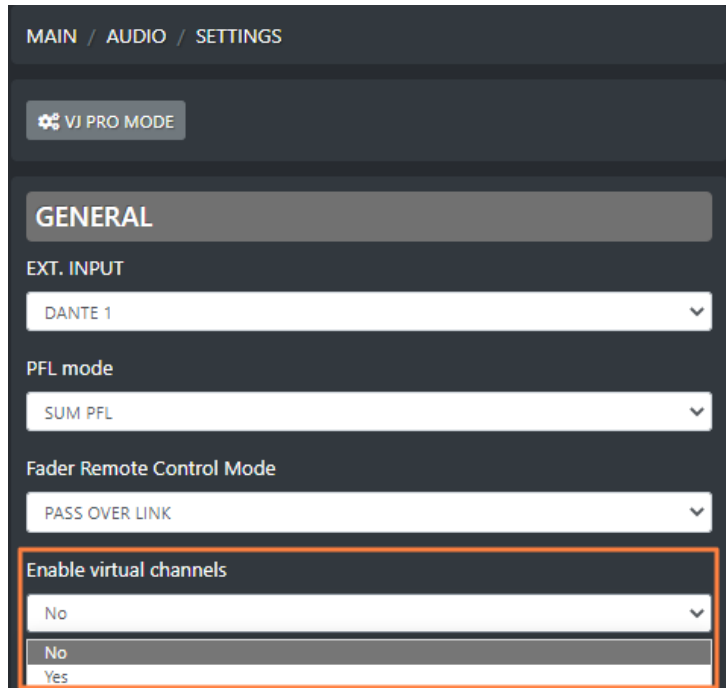 MAIN / AUDIO / SETTINGS
VJ PRO MODE
GENERAL
EXT. INPUT
DANTE 1
PFL mode
SUM PFL
Fader Remote Control Mode
PASS OVER LINK
Enable virtual channels
No
No
Yes